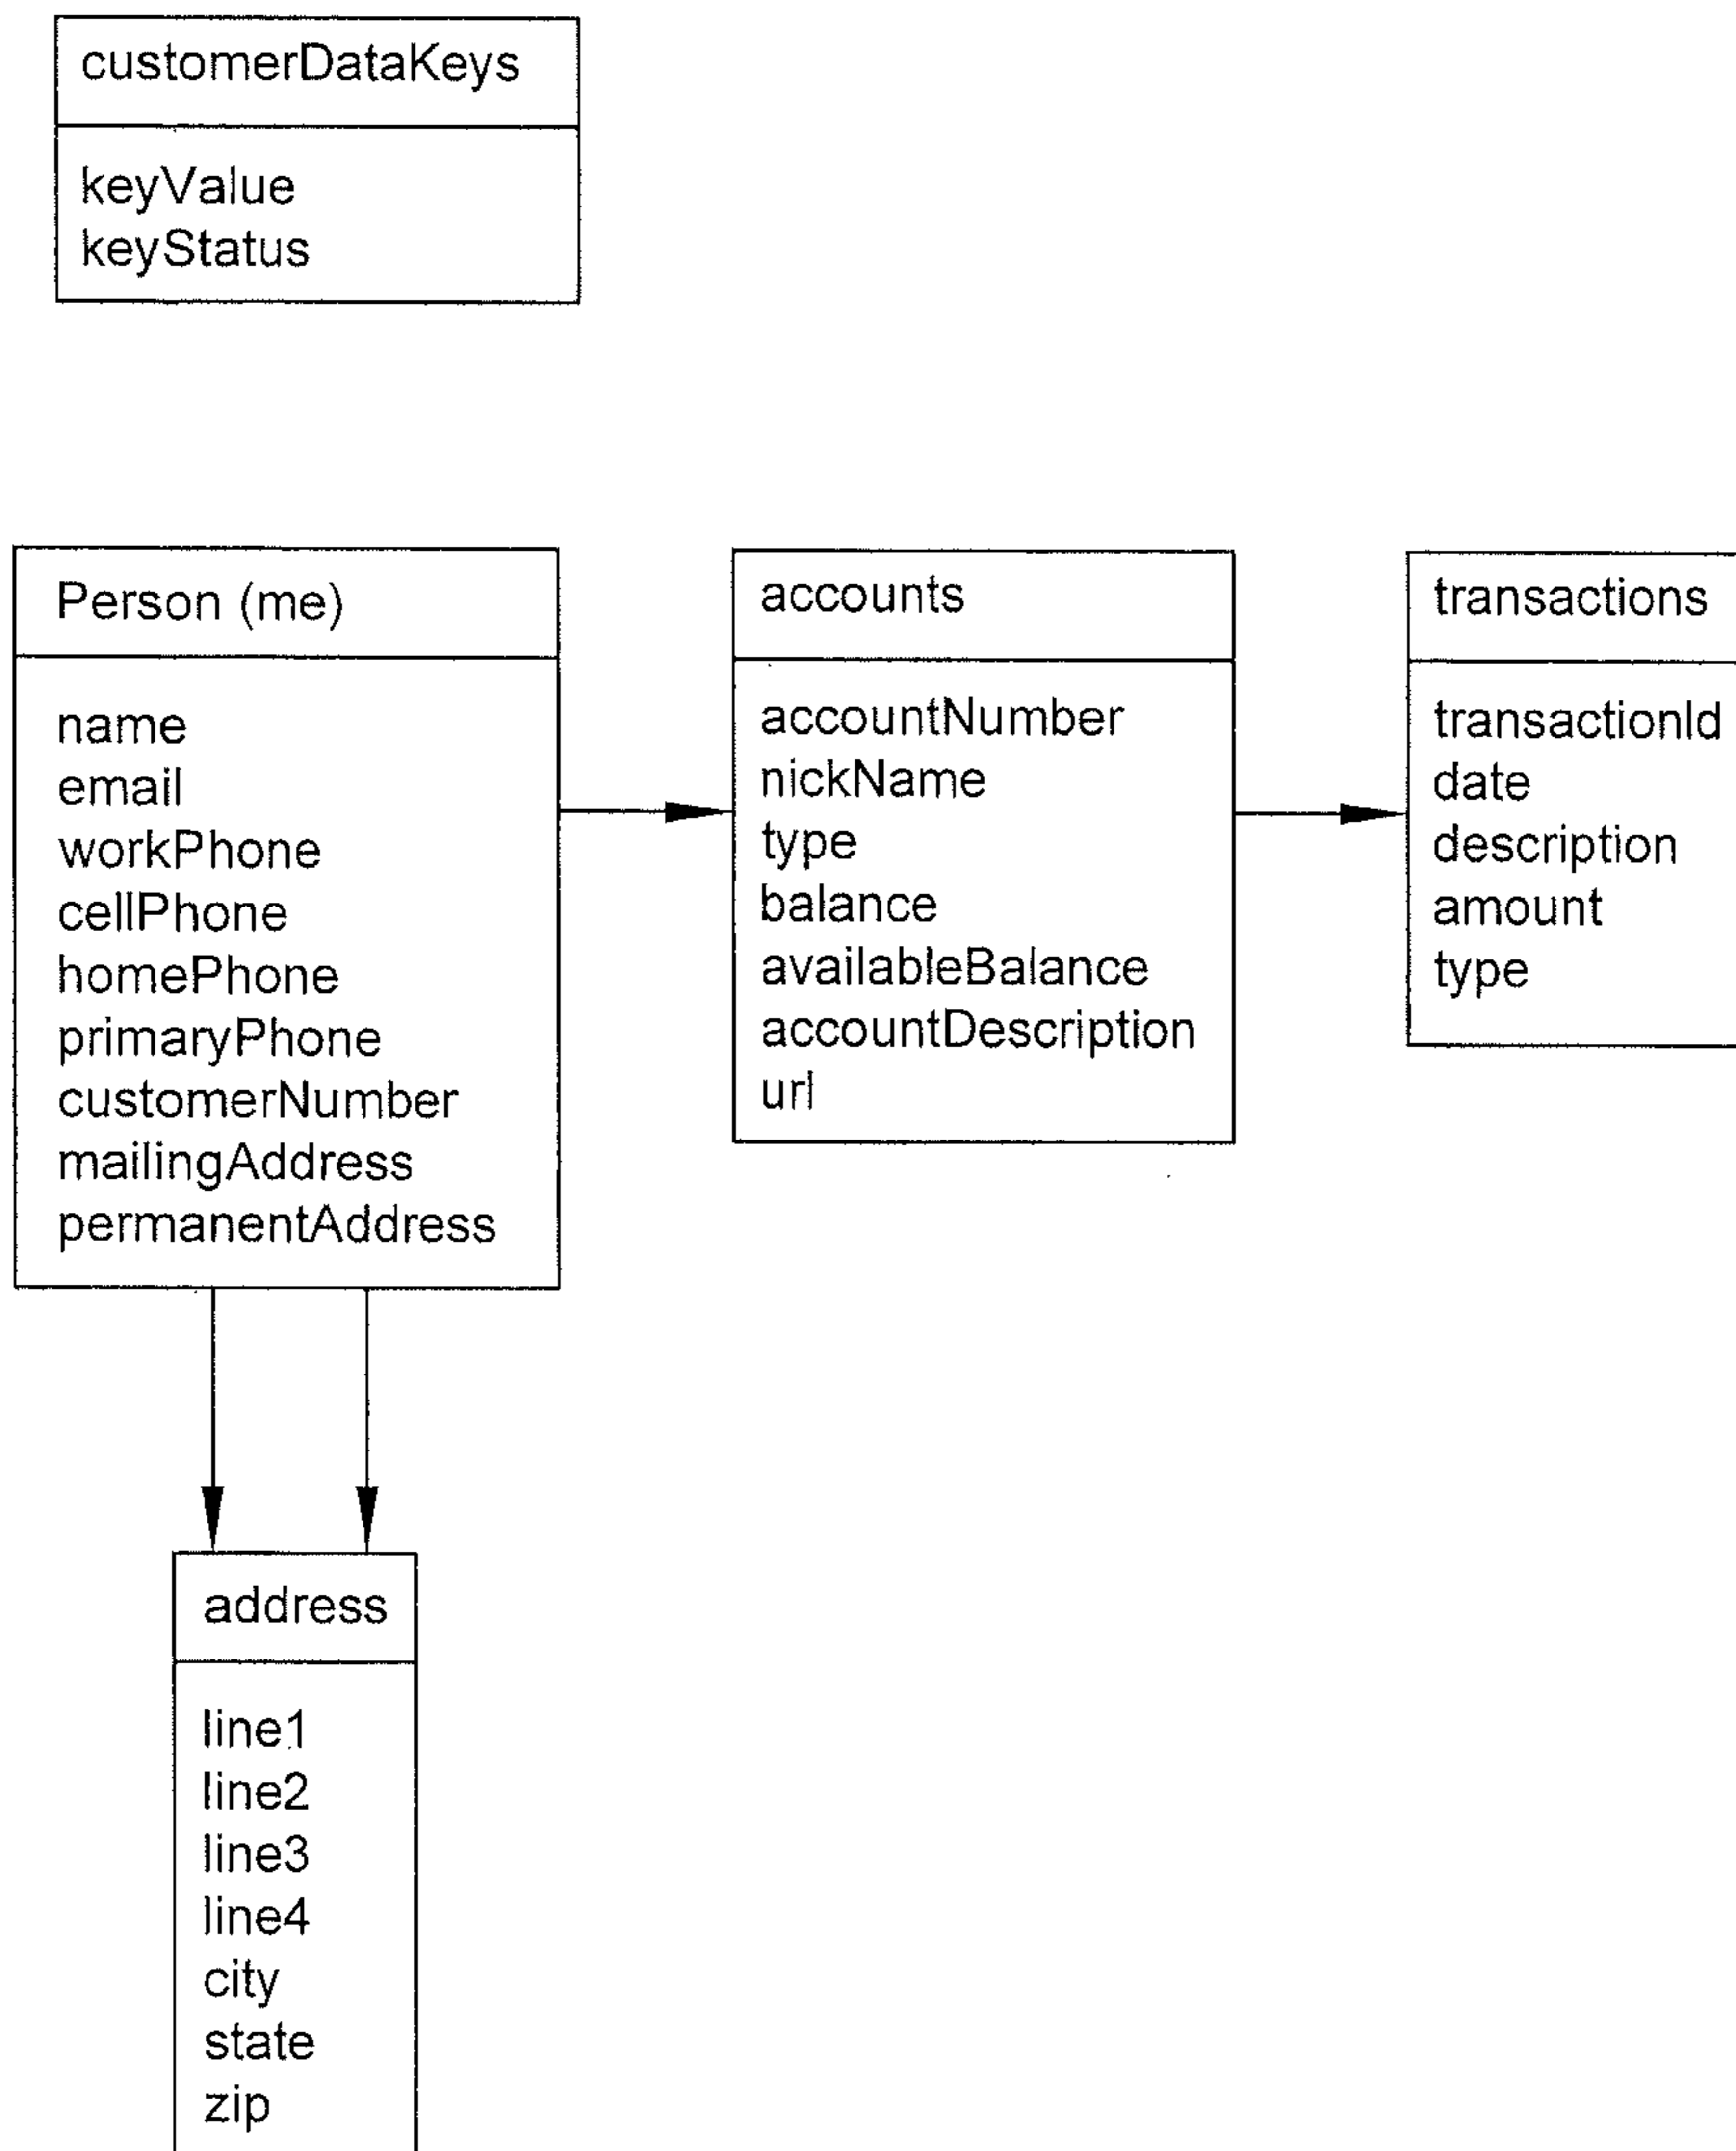 customerDataKeys
keyValue
keyStatus
Person (me)
name
email
workPhone
cellPhone
homePhone
primaryPhone
customerNumber
mailingAddress
permanentAddress
accounts
accountNumber
nickName
type
balance
availableBalance
accountDescription
url
transactions
transactionId
date
description
amount
type
address
line1
line2
line3
line4
city
state
zip